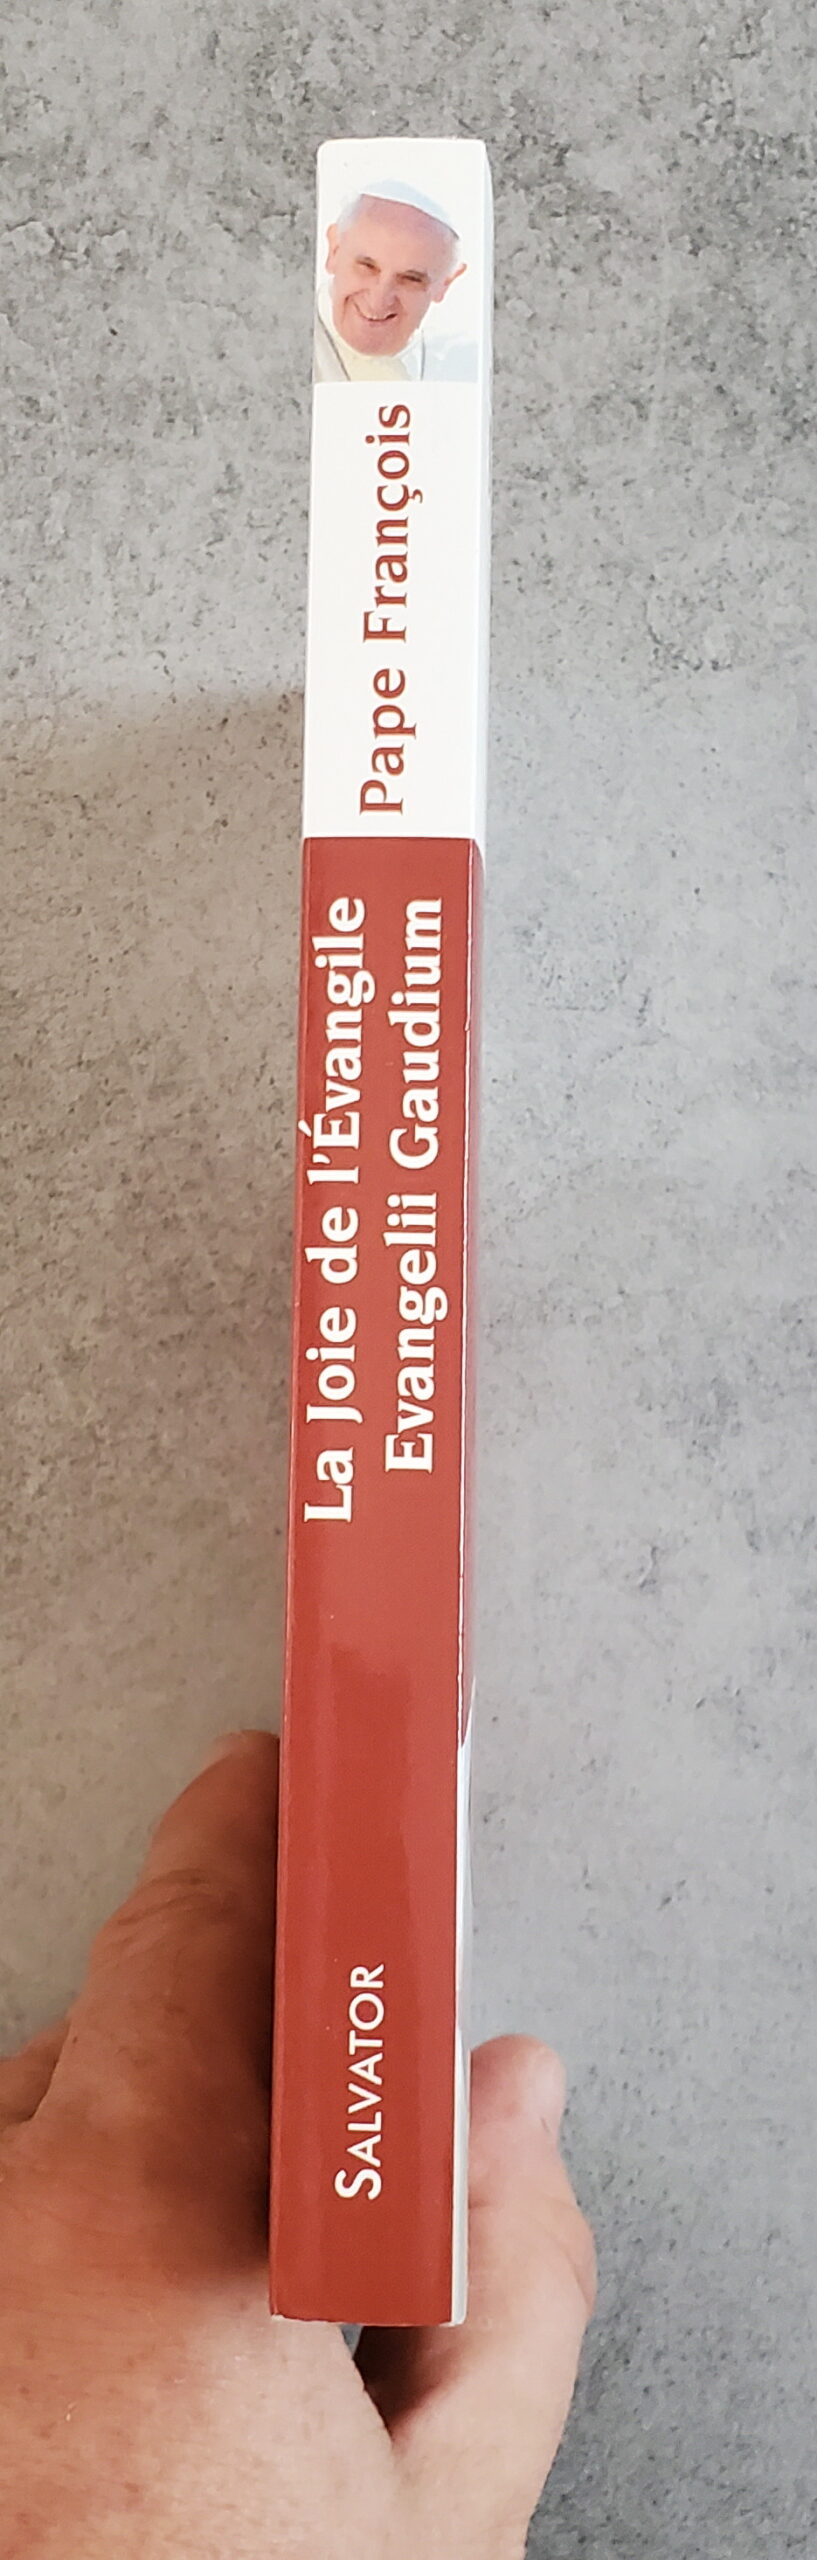 Pape François
La Joie de l'Évangile
Evangelii Gaudium
SALVATOR